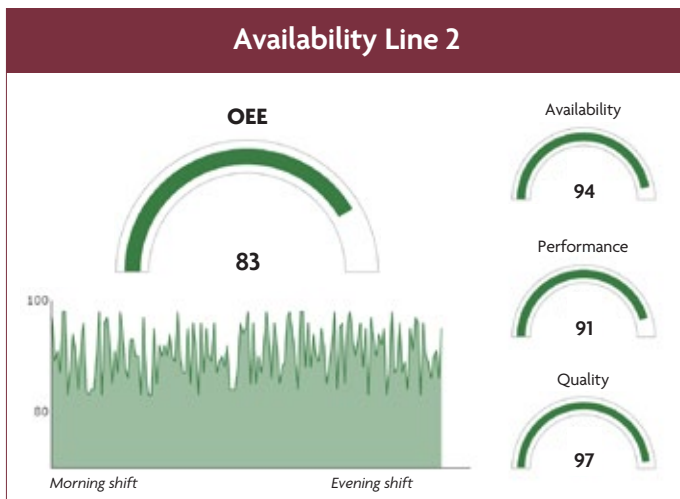 Availability Line 2
OEE
83
100
80
Morning shift
Evening shift
Availability
94
Performance
91
Quality
97